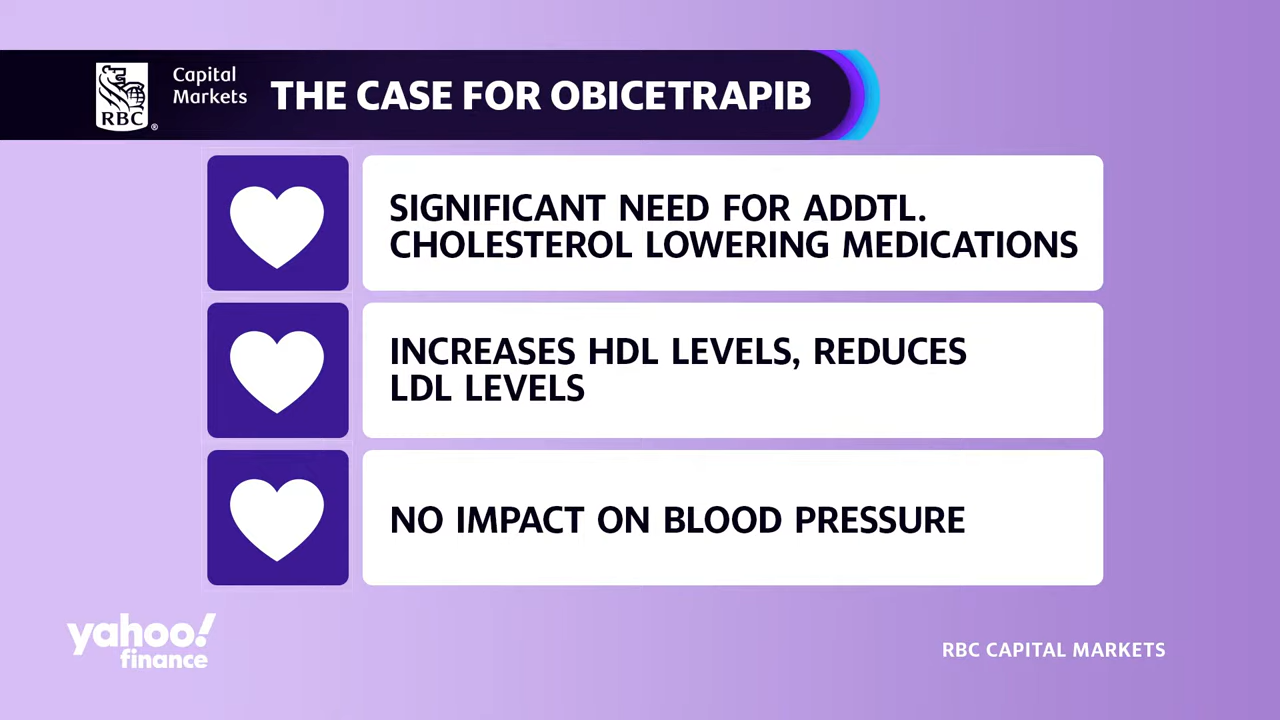 Capital
Markets
RBC
®
THE CASE FOR OBICETRAPIB
SIGNIFICANT NEED FOR ADDTL.
CHOLESTEROL LOWERING MEDICATIONS
INCREASES HDL LEVELS, REDUCES
LDL LEVELS
NO IMPACT ON BLOOD PRESSURE
yahoo!
finance
RBC CAPITAL MARKETS